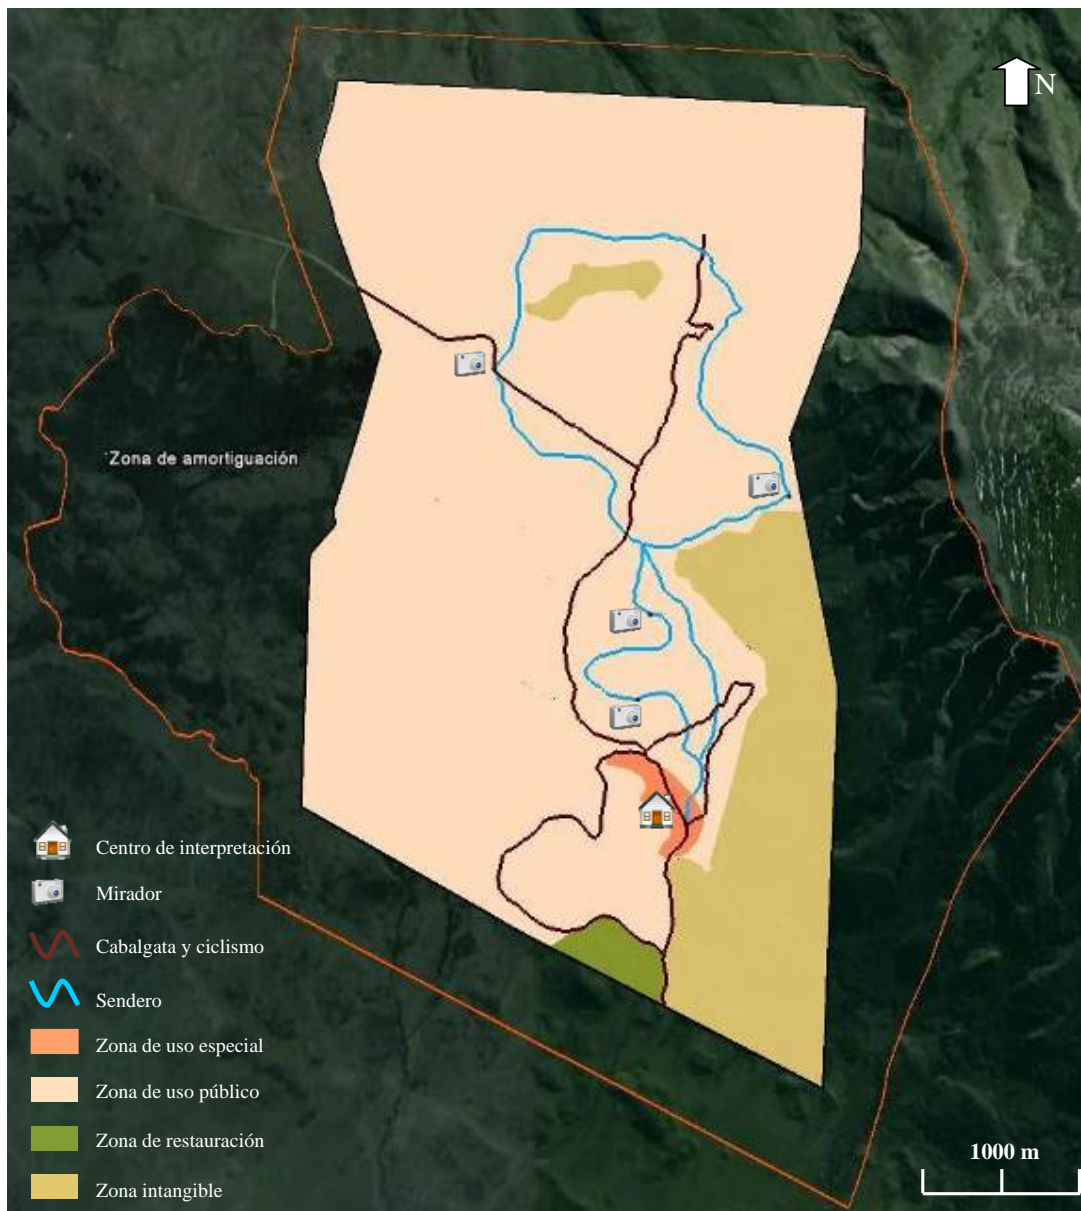 N
Zona de amortiguación
Centro de interpretación
Mirador
Cabalgata y ciclismo
Sendero
Zona de uso especial
Zona de uso público
Zona de restauración
Zona intangible
1000 m